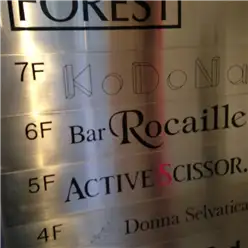 FOREST
7F KoDoNa
6F Bar Rocaille
5F ACTIVE SCISSOR.
4F Donna Selvatica